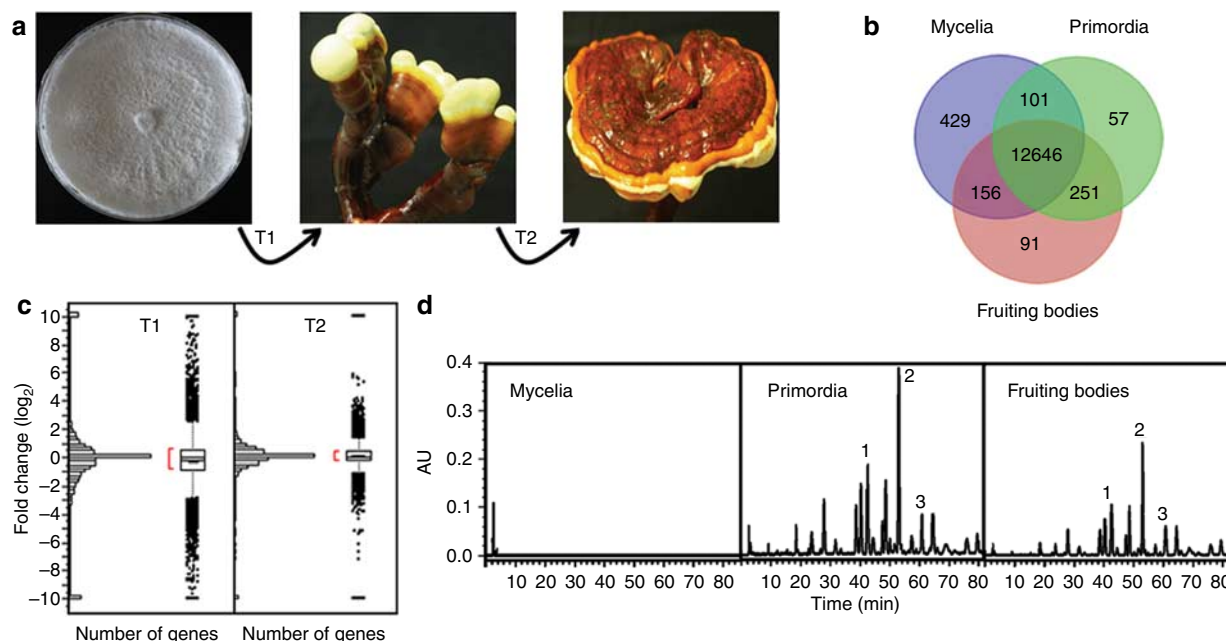 a
T1
T2
b
Mycelia
Primordia
429
101
57
12646
156
251
91
Fruiting bodies
c
T1
T2
Fold change (log2)
10
8
6
4
2
0
−2
−4
−6
−2
−10
Number of genes
Number of genes
d
Mycelia
Primordia
Fruiting bodies
AU
0.4
0.3
0.2
0.1
0.0
1
2
3
1
2
3
10 20 30 40 50 60 70 80
10 20 30 40 50 60 70 80
10 20 30 40 50 60 70 80
Time (min)